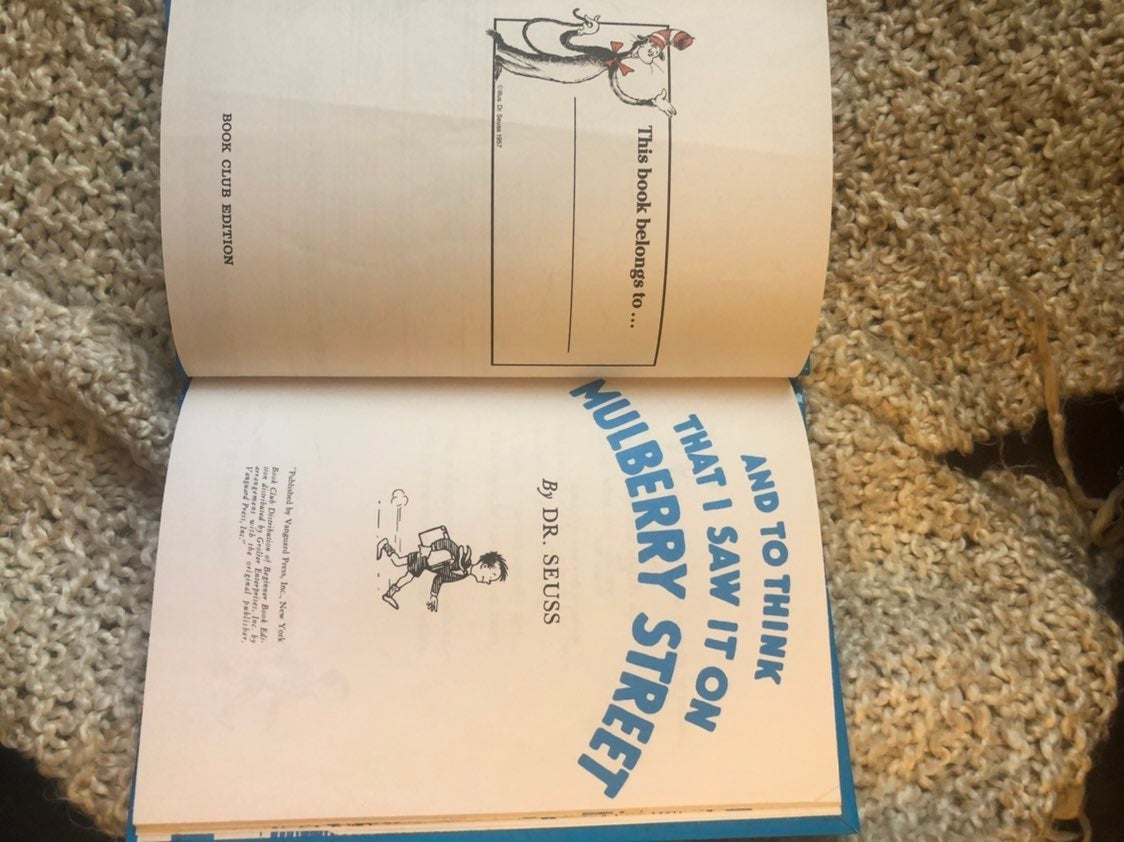 This book belongs to ...
© Illus. Dr. Seuss 1957
BOOK CLUB EDITION
AND TO THINK
THAT I SAW IT ON
MULBERRY STREET
By DR. SEUSS
"Published by Vanguard Press, Inc., New York
Book Club Distribution of Beginner Book Edi-
tion distributed by Grolier Enterprises, Inc. by
arrangement with the original publisher,
Vanguard Press, Inc."